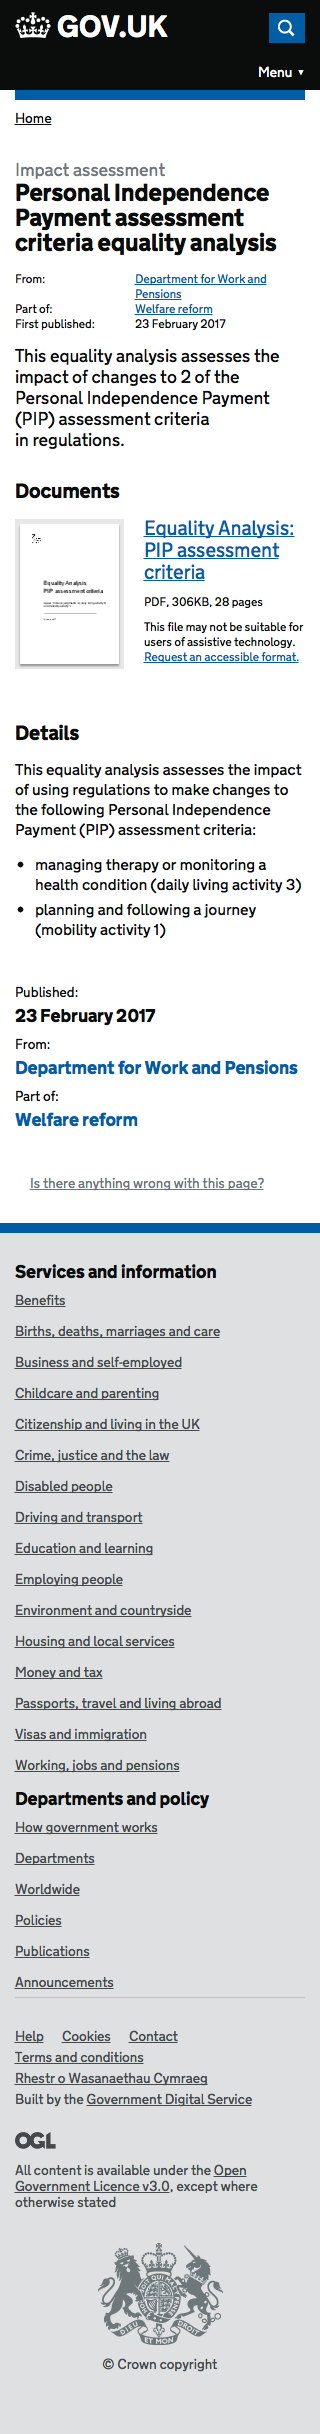 GOV.UK
Menu ▼
Home
Impact assessment
Personal Independence
Payment assessment
criteria equality analysis
From: Department for Work and
Pensions
Part of: Welfare reform
First published: 23 February 2017
This equality analysis assesses the
impact of changes to 2 of the
Personal Independence Payment
(PIP) assessment criteria
in regulations.
Documents
Equality Analysis
PIP assessment criteria
Equality Analysis:
PIP assessment
criteria
PDF, 306KB, 28 pages
This file may not be suitable for
users of assistive technology.
Request an accessible format.
Details
This equality analysis assesses the impact
of using regulations to make changes to
the following Personal Independence
Payment (PIP) assessment criteria:
• managing therapy or monitoring a
health condition (daily living activity 3)
• planning and following a journey
(mobility activity 1)
Published:
23 February 2017
From:
Department for Work and Pensions
Part of:
Welfare reform
Is there anything wrong with this page?
Services and information
Benefits
Births, deaths, marriages and care
Business and self-employed
Childcare and parenting
Citizenship and living in the UK
Crime, justice and the law
Disabled people
Driving and transport
Education and learning
Employing people
Environment and countryside
Housing and local services
Money and tax
Passports, travel and living abroad
Visas and immigration
Working, jobs and pensions
Departments and policy
How government works
Departments
Worldwide
Policies
Publications
Announcements
Help Cookies Contact
Terms and conditions
Rhestr o Wasanaethau Cymraeg
Built by the Government Digital Service
OGL
All content is available under the Open
Government Licence v3.0, except where
otherwise stated
DIEU ET MON DROIT
© Crown copyright